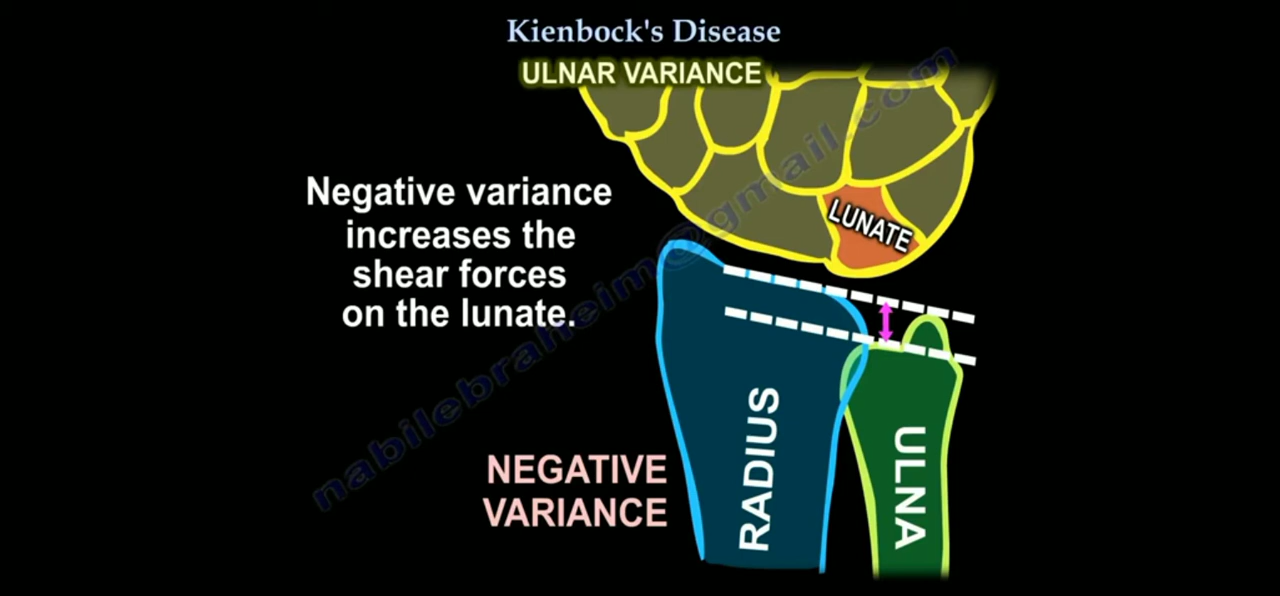 Kienbock's Disease
ULNAR VARIANCE
Negative variance
increases the
shear forces
on the lunate.
LUNATE
NEGATIVE
VARIANCE
RADIUS
ULNA
nabilebraheim@gmail.com